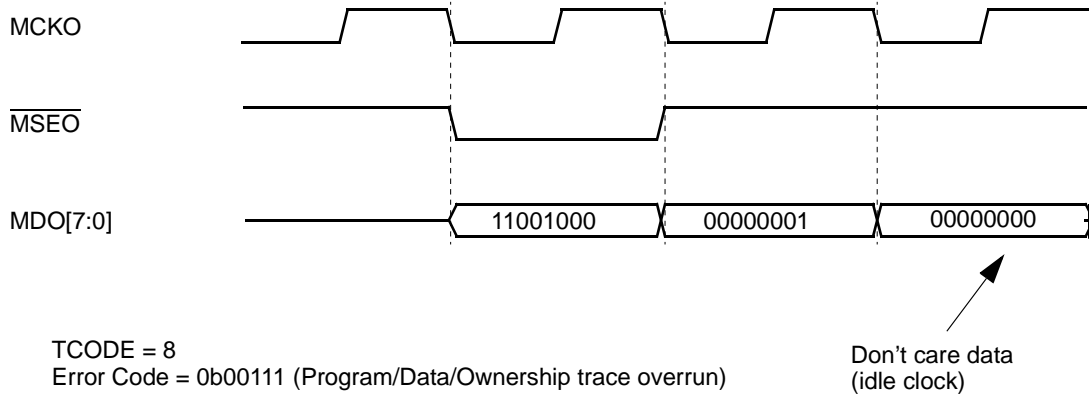 MCKO
MSEO
MDO[7:0]
11001000
00000001
00000000
TCODE = 8
Error Code = 0b00111 (Program/Data/Ownership trace overrun)
Don't care data
(idle clock)